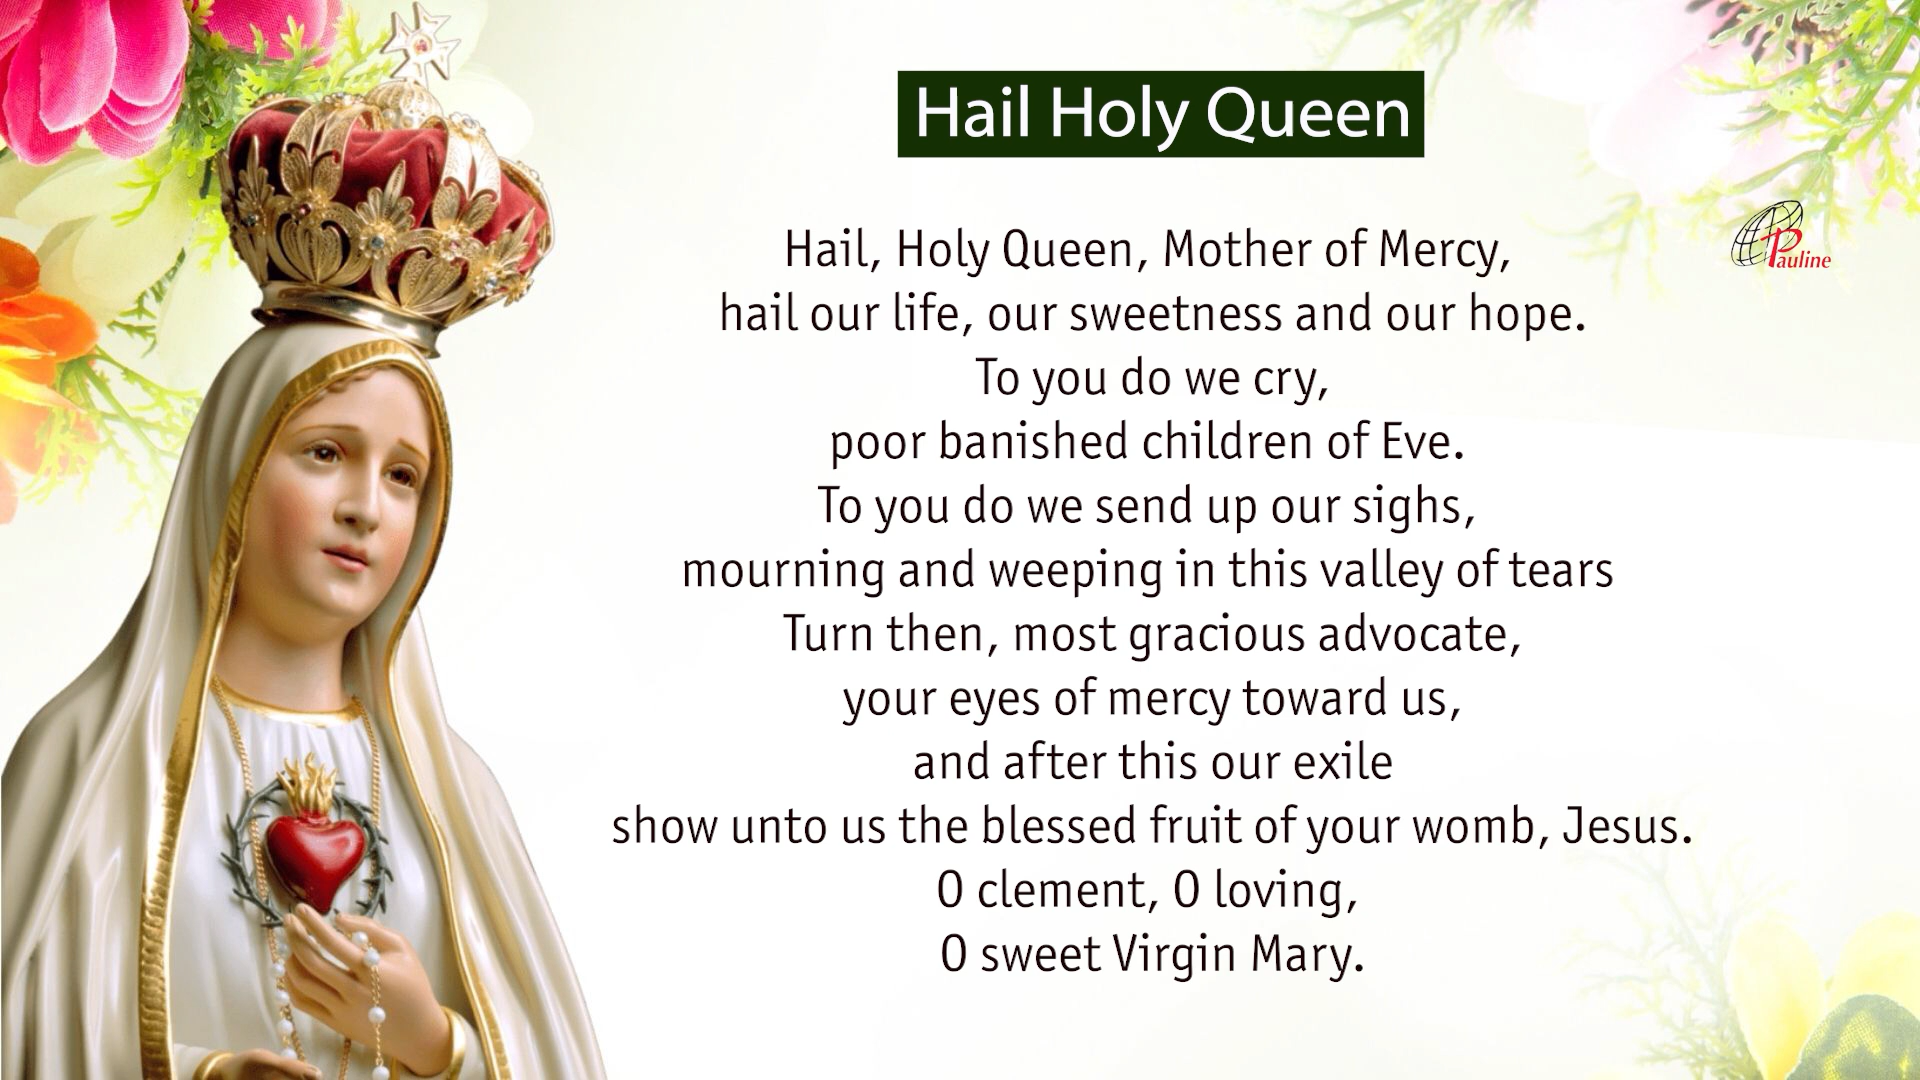 Hail Holy Queen
Hail, Holy Queen, Mother of Mercy,
hail our life, our sweetness and our hope.
To you do we cry,
poor banished children of Eve.
To you do we send up our sighs,
mourning and weeping in this valley of tears
Turn then, most gracious advocate,
your eyes of mercy toward us,
and after this our exile
show unto us the blessed fruit of your womb, Jesus.
O clement, O loving,
O sweet Virgin Mary.
Pauline